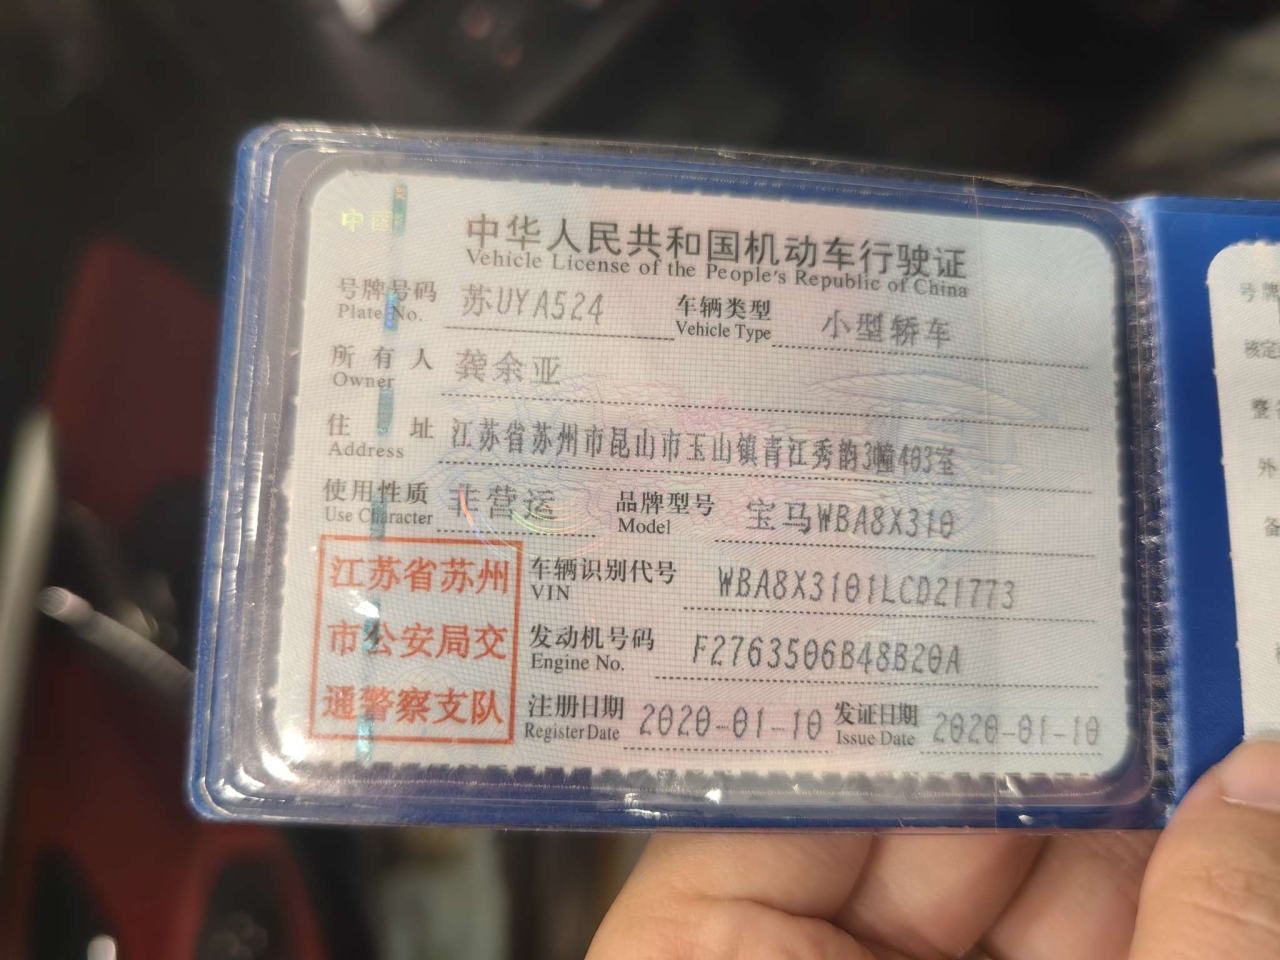 中国
中华人民共和国机动车行驶证
Vehicle License of the People's Republic of China
号牌号码 苏UYA524 车辆类型 小型轿车
Plate No. Vehicle Type
所有人 龚余亚
Owner
住址 江苏省苏州市昆山市玉山镇青江秀韵3幢403室
Address
使用性质 非营运 品牌型号 宝马WBA8X310
Use Character Model
江苏省苏州
市公安局交
通警察支队
车辆识别代号 WBA8X3101LCD21773
VIN
发动机号码 F2763506B48B20A
Engine No.
注册日期 2020-01-10 发证日期 2020-01-10
Register Date Issue Date
号牌
核定
整
外